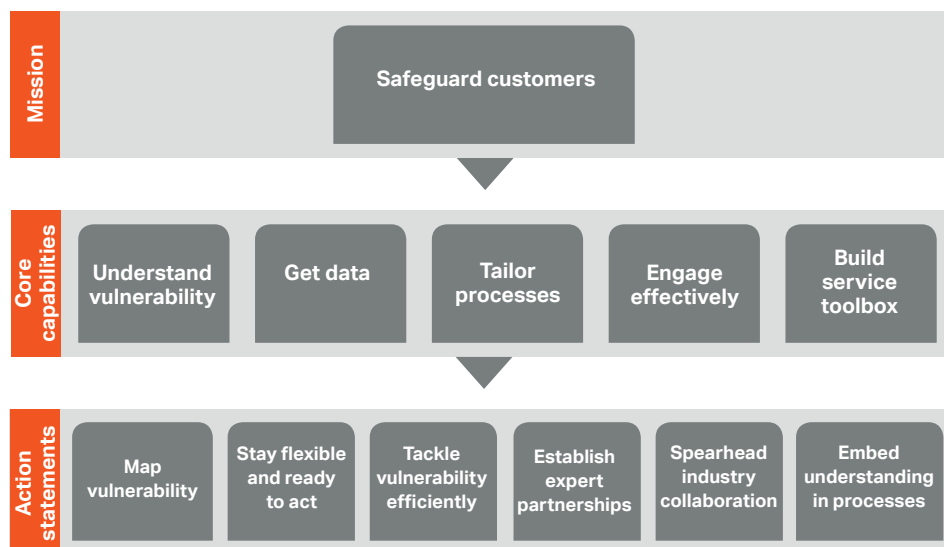 Mission
Safeguard customers
Core
capabilities
Understand
vulnerability
Get data
Tailor
processes
Engage
effectively
Build
service
toolbox
Action
statements
Map
vulnerability
Stay flexible
and ready
to act
Tackle
vulnerability
efficiently
Establish
expert
partnerships
Spearhead
industry
collaboration
Embed
understanding
in processes